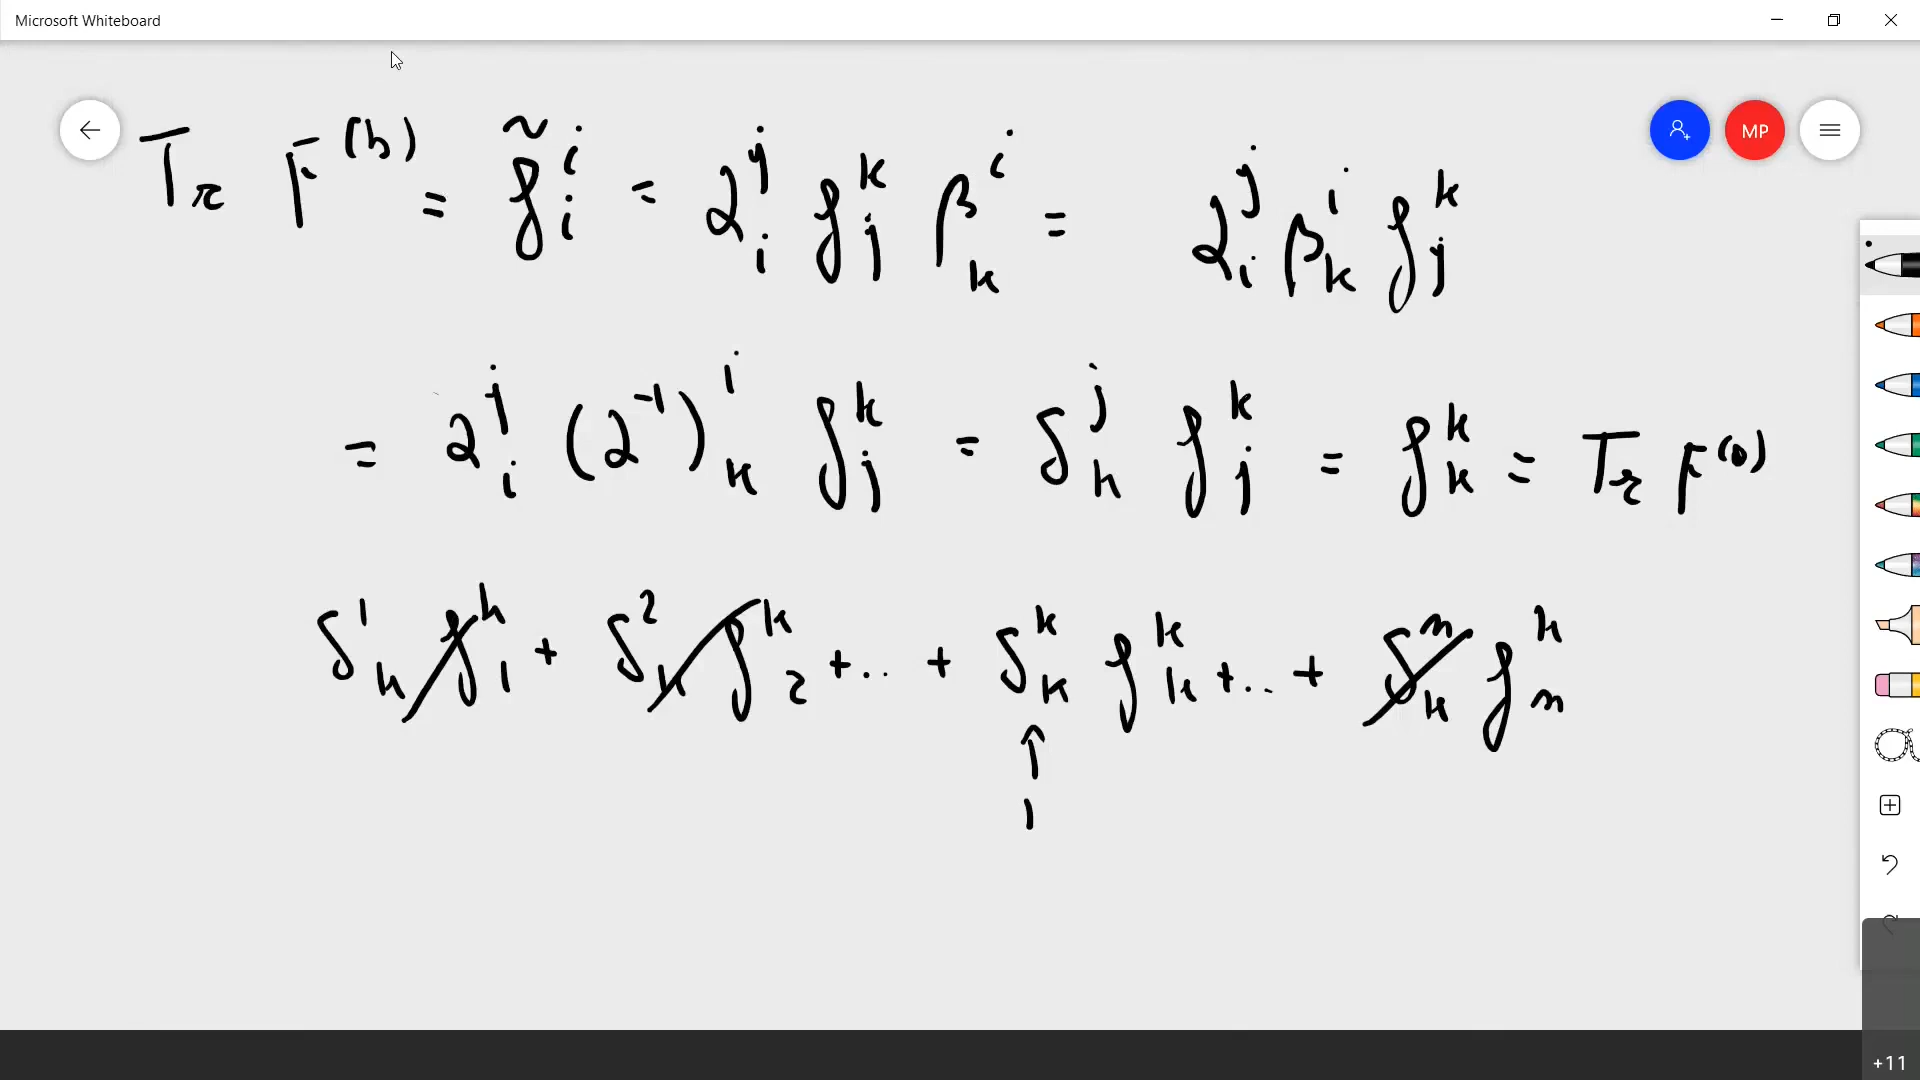 Microsoft Whiteboard
MP
Tr F^(b) = f̃^i_i = α^j_i f^k_j β^i_k = α^j_i β^i_k f^k_j
= α^j_i (α^-1)^i_k f^k_j = δ^j_k f^k_j = f^k_k = Tr F^(b)
δ^1_k f^k_1 + δ^2_k f^k_2 + .. + δ^k_k f^k_k + .. + δ^n_k f^k_n
↑
1
+11